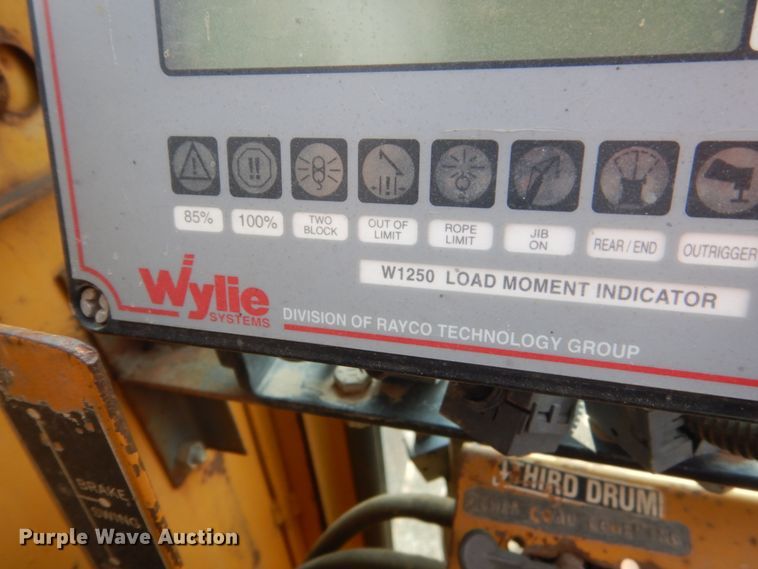 85%
100%
TWO
BLOCK
OUT OF
LIMIT
ROPE
LIMIT
JIB
ON
REAR / END
OUTRIGGER
W1250 LOAD MOMENT INDICATOR
Wylie
SYSTEMS
DIVISION OF RAYCO TECHNOLOGY GROUP
BRAKE
SWING
THIRD DRUM
Purple Wave Auction